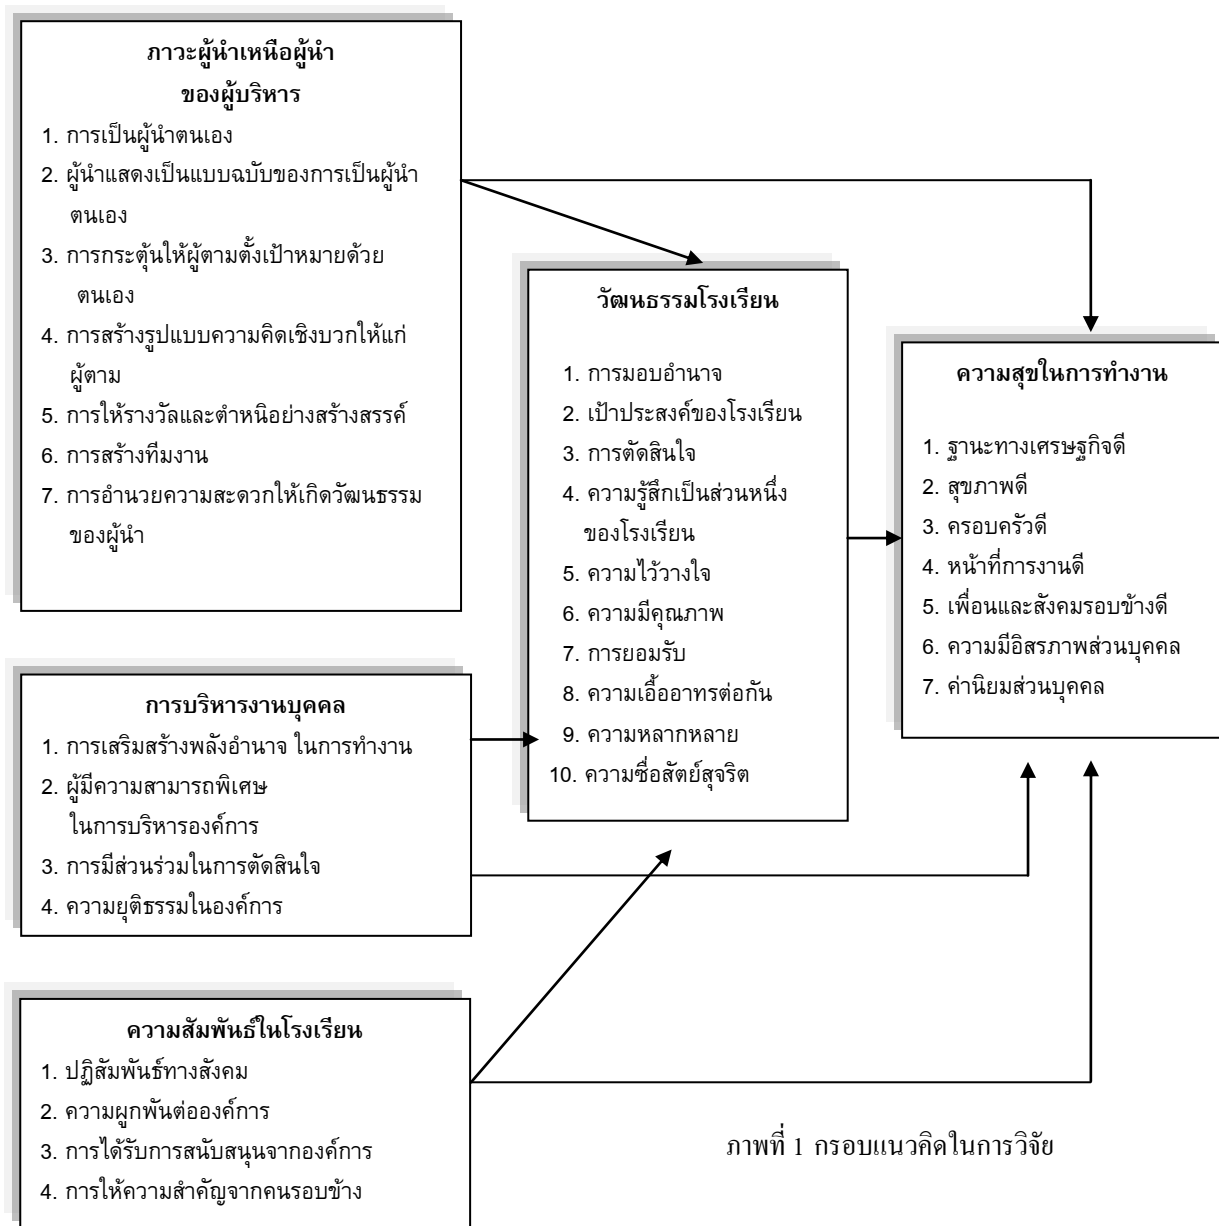 ภาวะผู้นำเหนือผู้นำ
ของผู้บริหาร
1. การเป็นผู้นำตนเอง
2. ผู้นำแสดงเป็นแบบฉบับของการเป็นผู้นำ
ตนเอง
3. การกระตุ้นให้ผู้ตามตั้งเป้าหมายด้วย
ตนเอง
4. การสร้างรูปแบบความคิดเชิงบวกให้แก่
ผู้ตาม
5. การให้รางวัลและตำหนิอย่างสร้างสรรค์
6. การสร้างทีมงาน
7. การอำนวยความสะดวกให้เกิดวัฒนธรรม
ของผู้นำ
การบริหารงานบุคคล
1. การเสริมสร้างพลังอำนาจ ในการทำงาน
2. ผู้มีความสามารถพิเศษ
ในการบริหารองค์การ
3. การมีส่วนร่วมในการตัดสินใจ
4. ความยุติธรรมในองค์การ
ความสัมพันธ์ในโรงเรียน
1. ปฏิสัมพันธ์ทางสังคม
2. ความผูกพันต่อองค์การ
3. การได้รับการสนับสนุนจากองค์การ
4. การให้ความสำคัญจากคนรอบข้าง
วัฒนธรรมโรงเรียน
1. การมอบอำนาจ
2. เป้าประสงค์ของโรงเรียน
3. การตัดสินใจ
4. ความรู้สึกเป็นส่วนหนึ่ง
ของโรงเรียน
5. ความไว้วางใจ
6. ความมีคุณภาพ
7. การยอมรับ
8. ความเอื้ออาทรต่อกัน
9. ความหลากหลาย
10. ความซื่อสัตย์สุจริต
ความสุขในการทำงาน
1. ฐานะทางเศรษฐกิจดี
2. สุขภาพดี
3. ครอบครัวดี
4. หน้าที่การงานดี
5. เพื่อนและสังคมรอบข้างดี
6. ความมีอิสรภาพส่วนบุคคล
7. ค่านิยมส่วนบุคคล
ภาพที่ 1 กรอบแนวคิดในการวิจัย